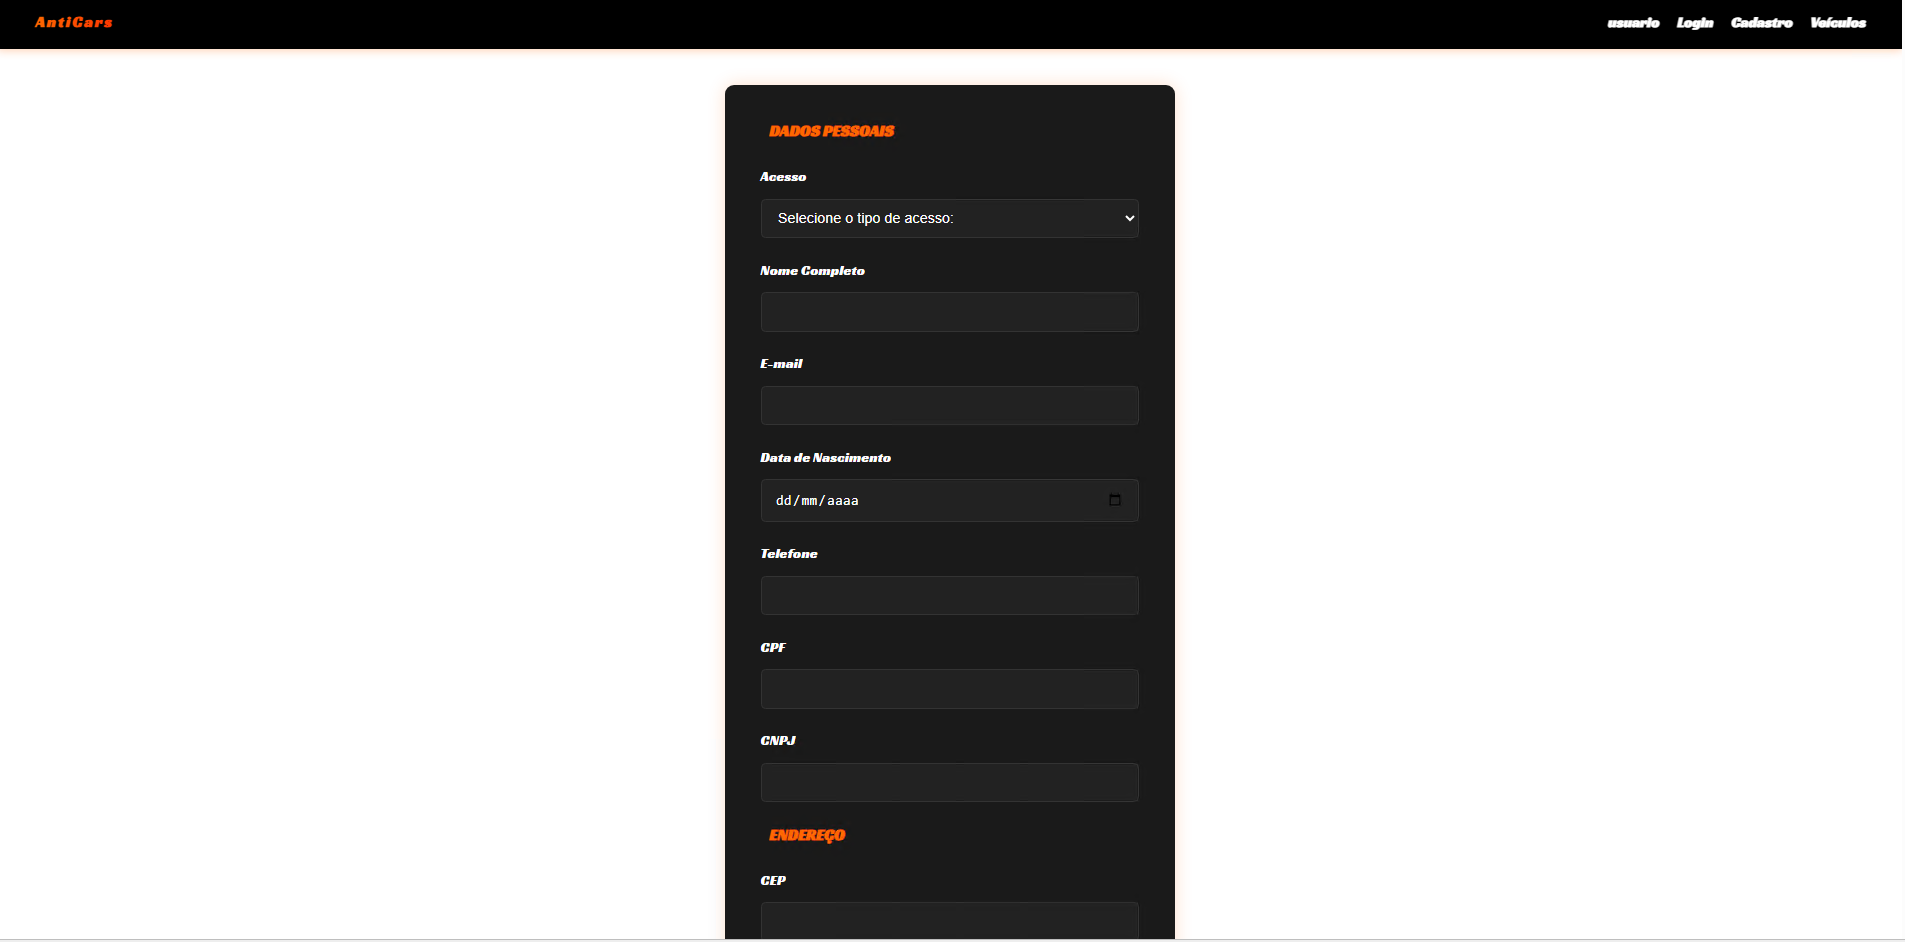 AntiCars
usuario Login Cadastro Veículos
DADOS PESSOAIS
Acesso
Selecione o tipo de acesso:
Nome Completo
E-mail
Data de Nascimento
dd/mm/aaaa
Telefone
CPF
CNPJ
ENDEREÇO
CEP